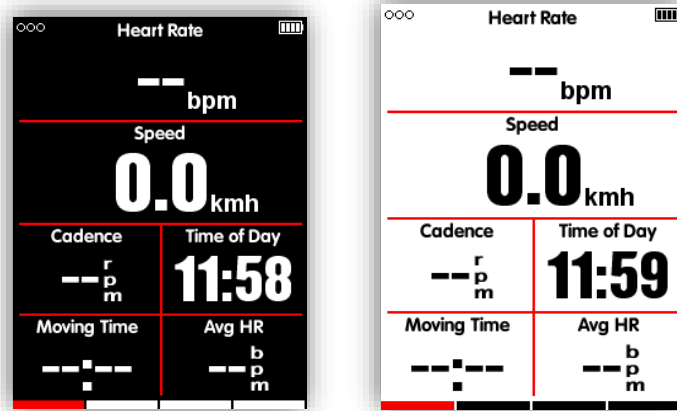 Heart Rate
-- bpm
Speed
0.0 kmh
Cadence Time of Day
-- rpm 11:58
Moving Time Avg HR
--:-- -- bpm
Heart Rate
-- bpm
Speed
0.0 kmh
Cadence Time of Day
-- rpm 11:59
Moving Time Avg HR
--:-- -- bpm